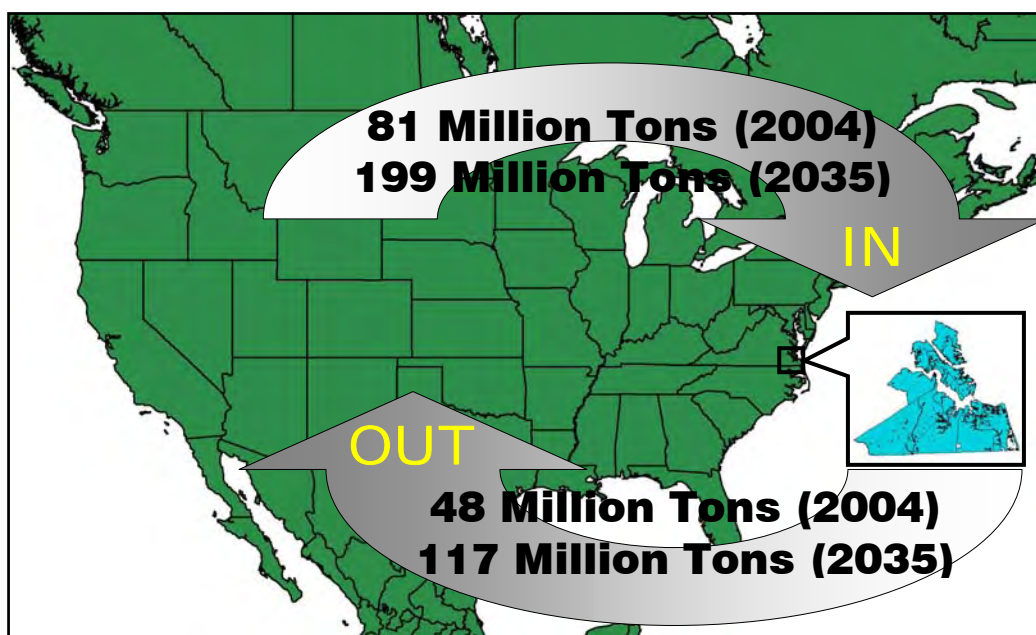 81 Million Tons (2004)
199 Million Tons (2035)
IN
OUT
48 Million Tons (2004)
117 Million Tons (2035)